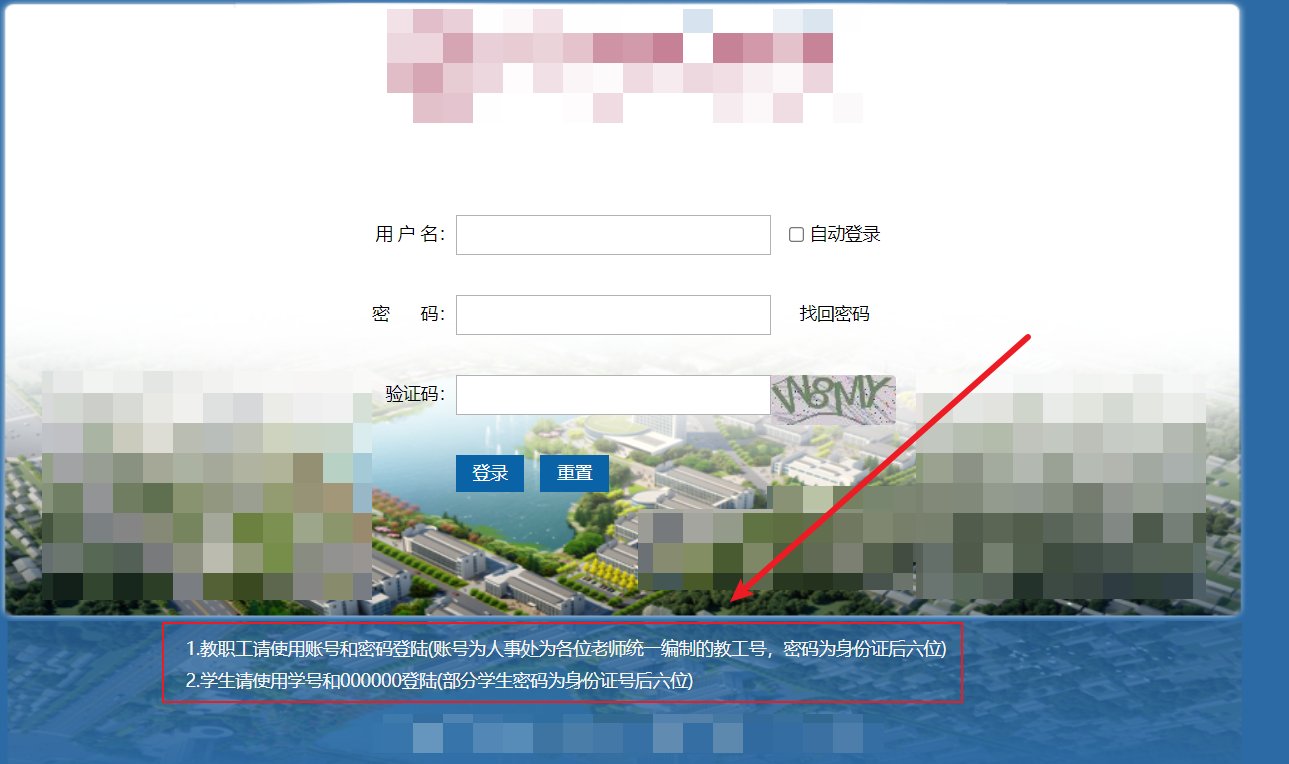 用 户 名: 自动登录
密 码: 找回密码
验证码: W8MY
登录 重置
1.教职工请使用账号和密码登陆(账号为人事处为各位老师统一编制的教工号，密码为身份证后六位)
2.学生请使用学号和000000登陆(部分学生密码为身份证号后六位)